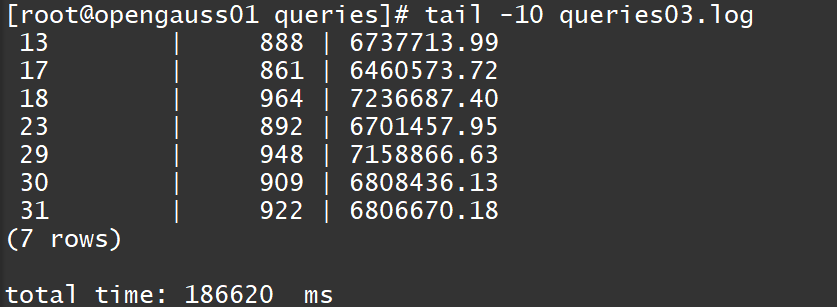 [root@opengauss01 queries]# tail -10 queries03.log
13 | 888 | 6737713.99
17 | 861 | 6460573.72
18 | 964 | 7236687.40
23 | 892 | 6701457.95
29 | 948 | 7158866.63
30 | 909 | 6808436.13
31 | 922 | 6806670.18
(7 rows)
total time: 186620 ms